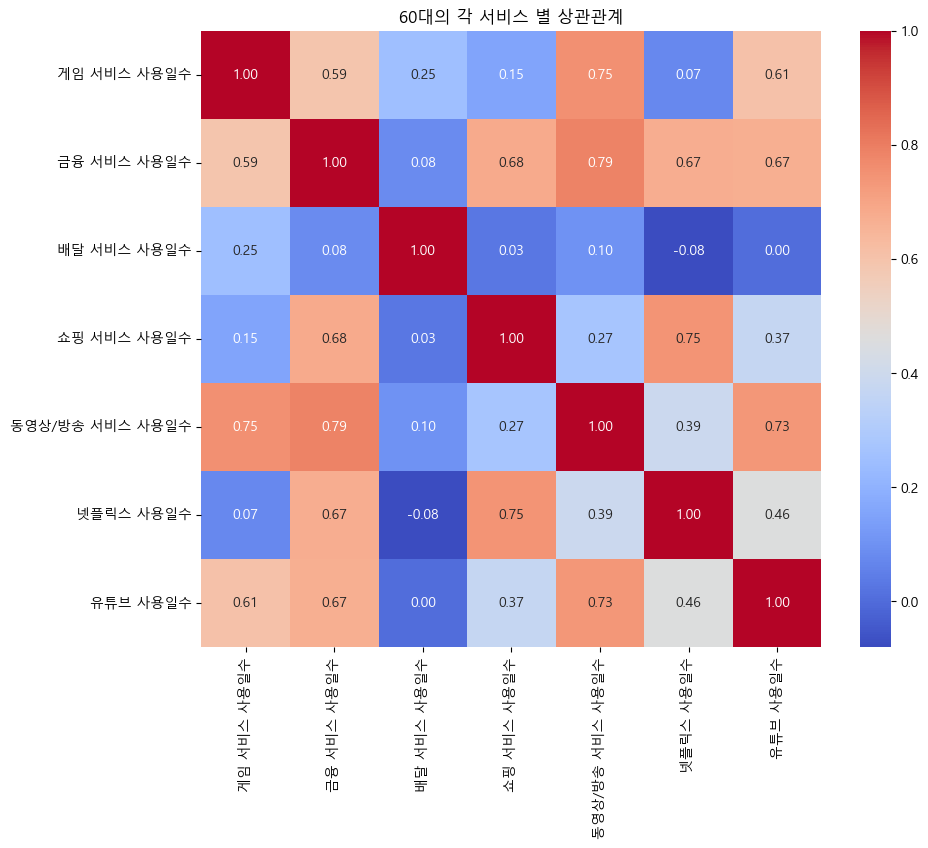 60대의 각 서비스 별 상관관계
게임 서비스 사용일수 1.00 0.59 0.25 0.15 0.75 0.07 0.61
금융 서비스 사용일수 0.59 1.00 0.08 0.68 0.79 0.67 0.67
배달 서비스 사용일수 0.25 0.08 1.00 0.03 0.10 -0.08 0.00
쇼핑 서비스 사용일수 0.15 0.68 0.03 1.00 0.27 0.75 0.37
동영상/방송 서비스 사용일수 0.75 0.79 0.10 0.27 1.00 0.39 0.73
넷플릭스 사용일수 0.07 0.67 -0.08 0.75 0.39 1.00 0.46
유튜브 사용일수 0.61 0.67 0.00 0.37 0.73 0.46 1.00
게임 서비스 사용일수
금융 서비스 사용일수
배달 서비스 사용일수
쇼핑 서비스 사용일수
동영상/방송 서비스 사용일수
넷플릭스 사용일수
유튜브 사용일수
1.0
0.8
0.6
0.4
0.2
0.0